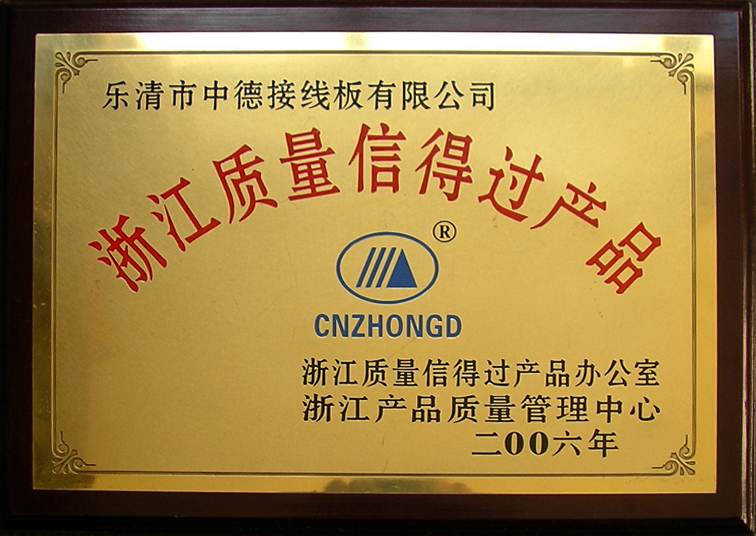 乐清市中德接线板有限公司
浙江质量信得过产品
®
CNZHONGD
浙江质量信得过产品办公室
浙江产品质量管理中心
二00六年